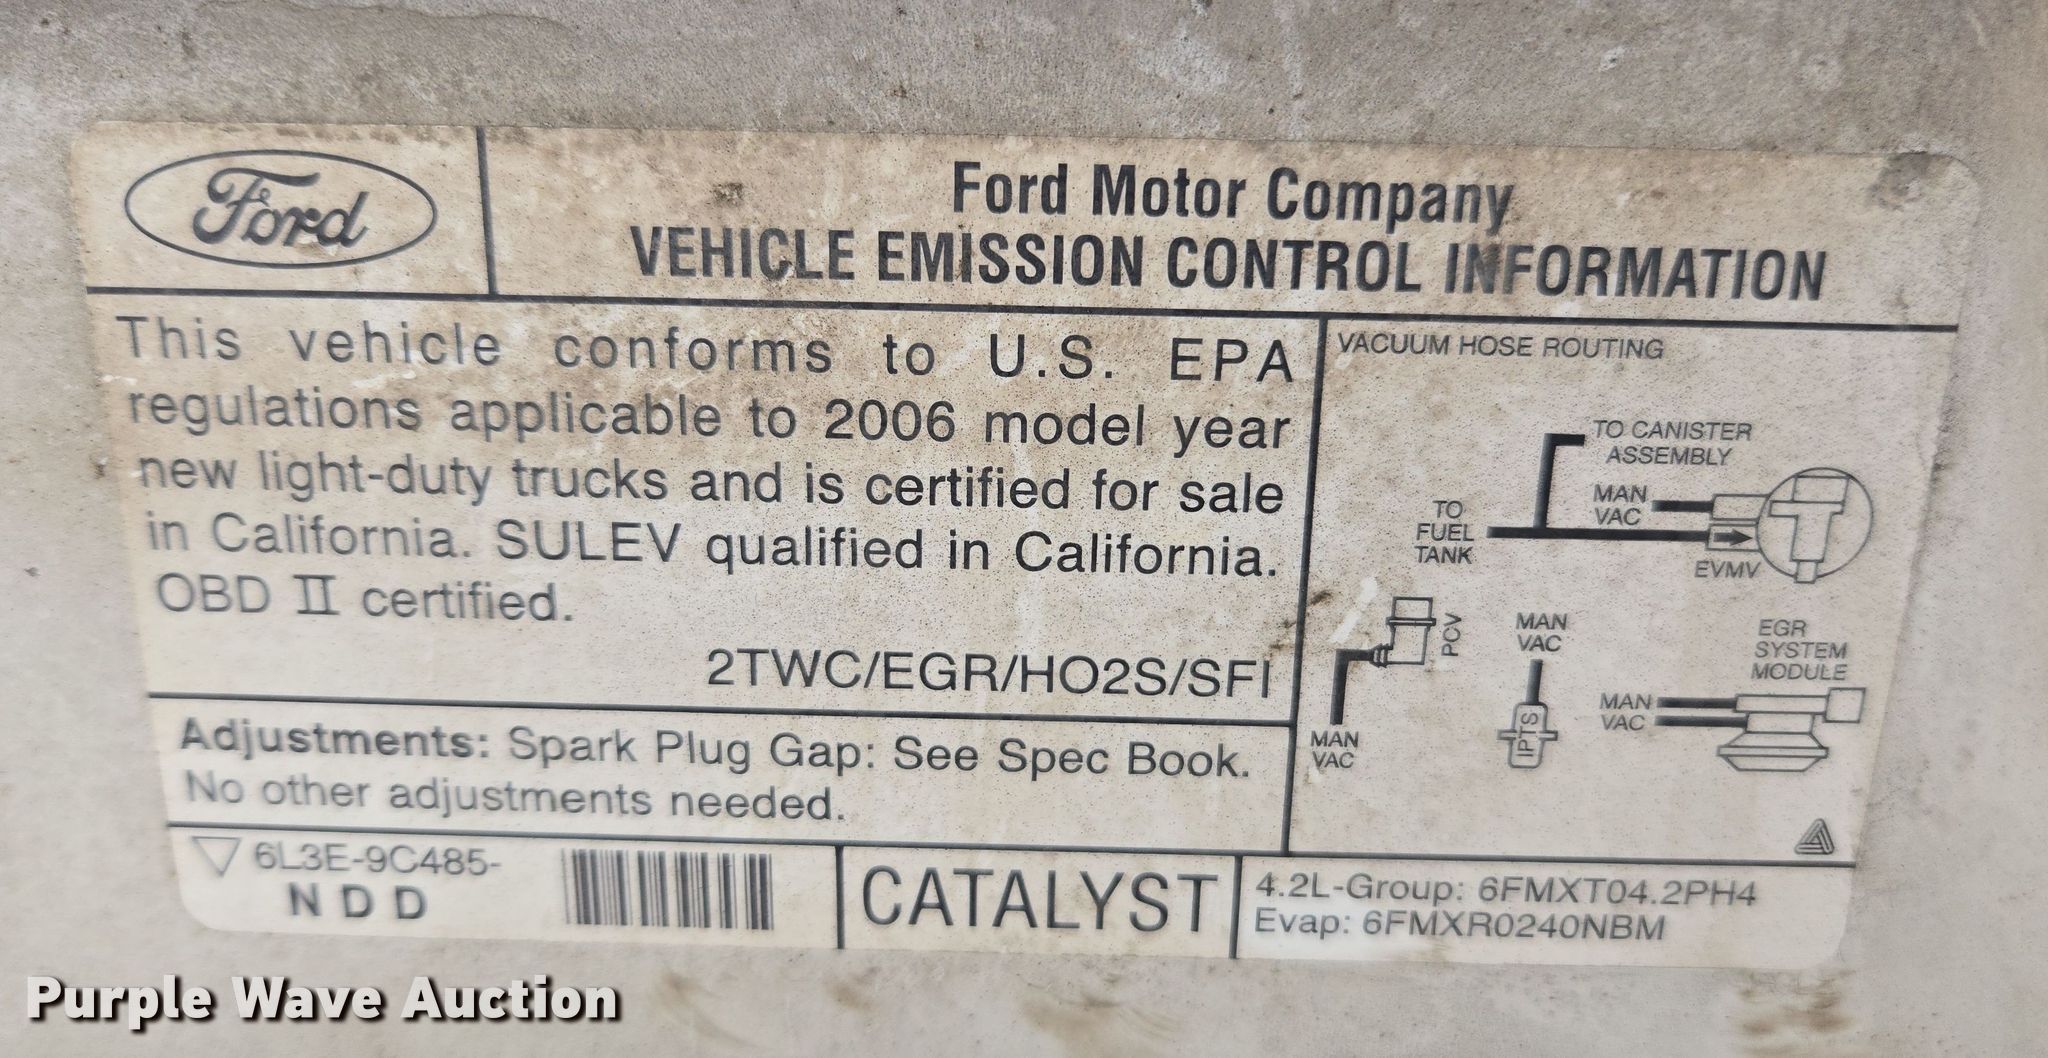 Ford
Ford Motor Company
VEHICLE EMISSION CONTROL INFORMATION
This vehicle conforms to U.S. EPA
regulations applicable to 2006 model year
new light-duty trucks and is certified for sale
in California. SULEV qualified in California.
OBD II certified.
2TWC/EGR/HO2S/SFI
Adjustments: Spark Plug Gap: See Spec Book.
No other adjustments needed.
VACUUM HOSE ROUTING
TO CANISTER
ASSEMBLY
MAN
VAC
TO
FUEL
TANK
EVMV
PCV
MAN
VAC
MAN
VAC
IPTS
EGR
SYSTEM
MODULE
MAN
VAC
6L3E-9C485-
N D D
CATALYST
4.2L-Group: 6FMXT04.2PH4
Evap: 6FMXR0240NBM
Purple Wave Auction